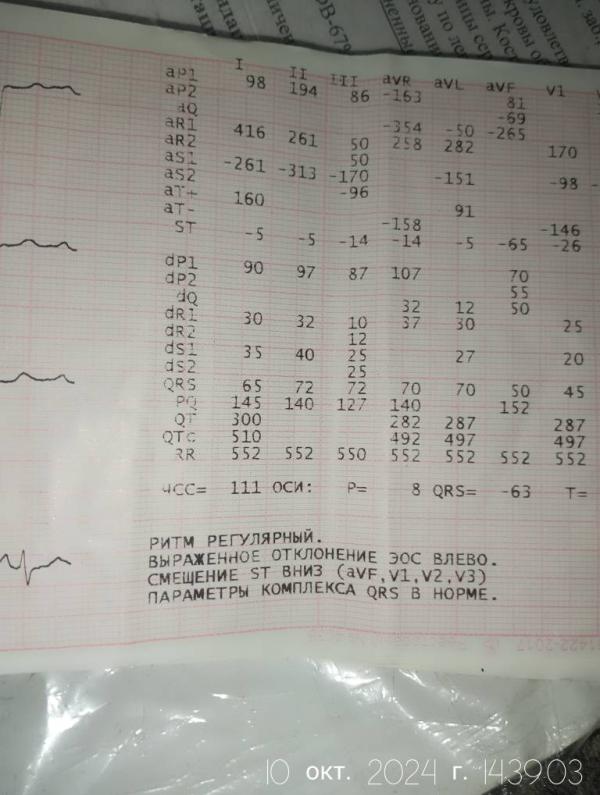 I II III aVR aVL aVF V1
aP1 98 194 86 -163 81
aP2 -69
dQ -354 -50 -265
aR1 416 261 50 258 282 170
aR2 50
aS1 -261 -313 -170 -151 -98
aS2 -96
aT+ 160 91
aT- -158 -146
ST -5 -5 -14 -14 -5 -65 -26
dP1 90 97 87 107 70
dP2 55
dQ 32 12 50
dR1 30 32 10 37 30 25
dR2 12
dS1 35 40 25 27 20
dS2 25
QRS 65 72 72 70 70 50 45
PQ 145 140 127 140 152
QT 300 282 287 287
QTc 510 492 497 497
RR 552 552 550 552 552 552 552
ЧСС= 111 ОСИ: P= 8 QRS= -63 T=
РИТМ РЕГУЛЯРНЫЙ.
ВЫРАЖЕННОЕ ОТКЛОНЕНИЕ ЭОС ВЛЕВО.
СМЕЩЕНИЕ ST ВНИЗ (aVF,V1,V2,V3)
ПАРАМЕТРЫ КОМПЛЕКСА QRS В НОРМЕ.
10 окт. 2024 г. 14:39:03